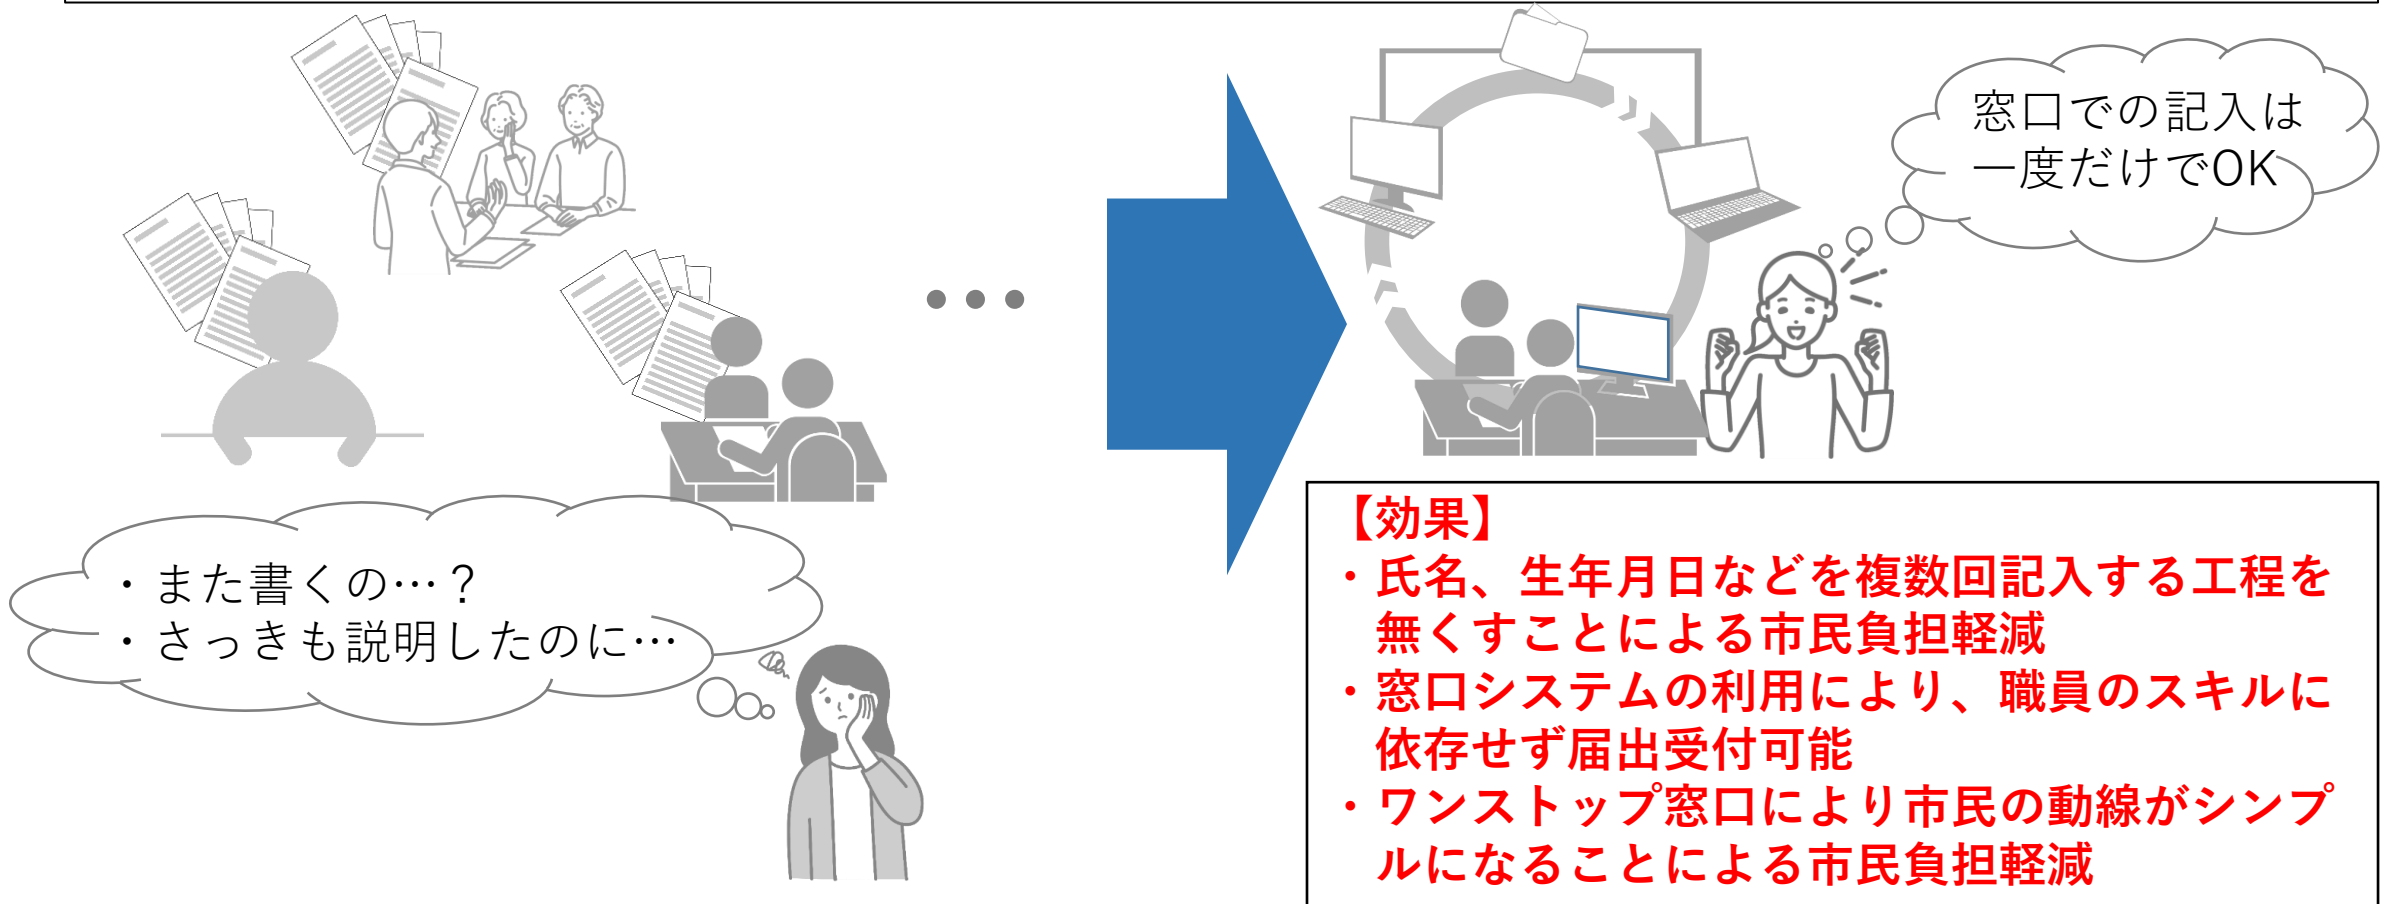 窓口での記入は
一度だけでOK
・また書くの…？
・さっきも説明したのに…
【効果】
・氏名、生年月日などを複数回記入する工程を
無くすことによる市民負担軽減
・窓口システムの利用により、職員のスキルに
依存せず届出受付可能
・ワンストップ窓口により市民の動線がシンプ
ルになることによる市民負担軽減